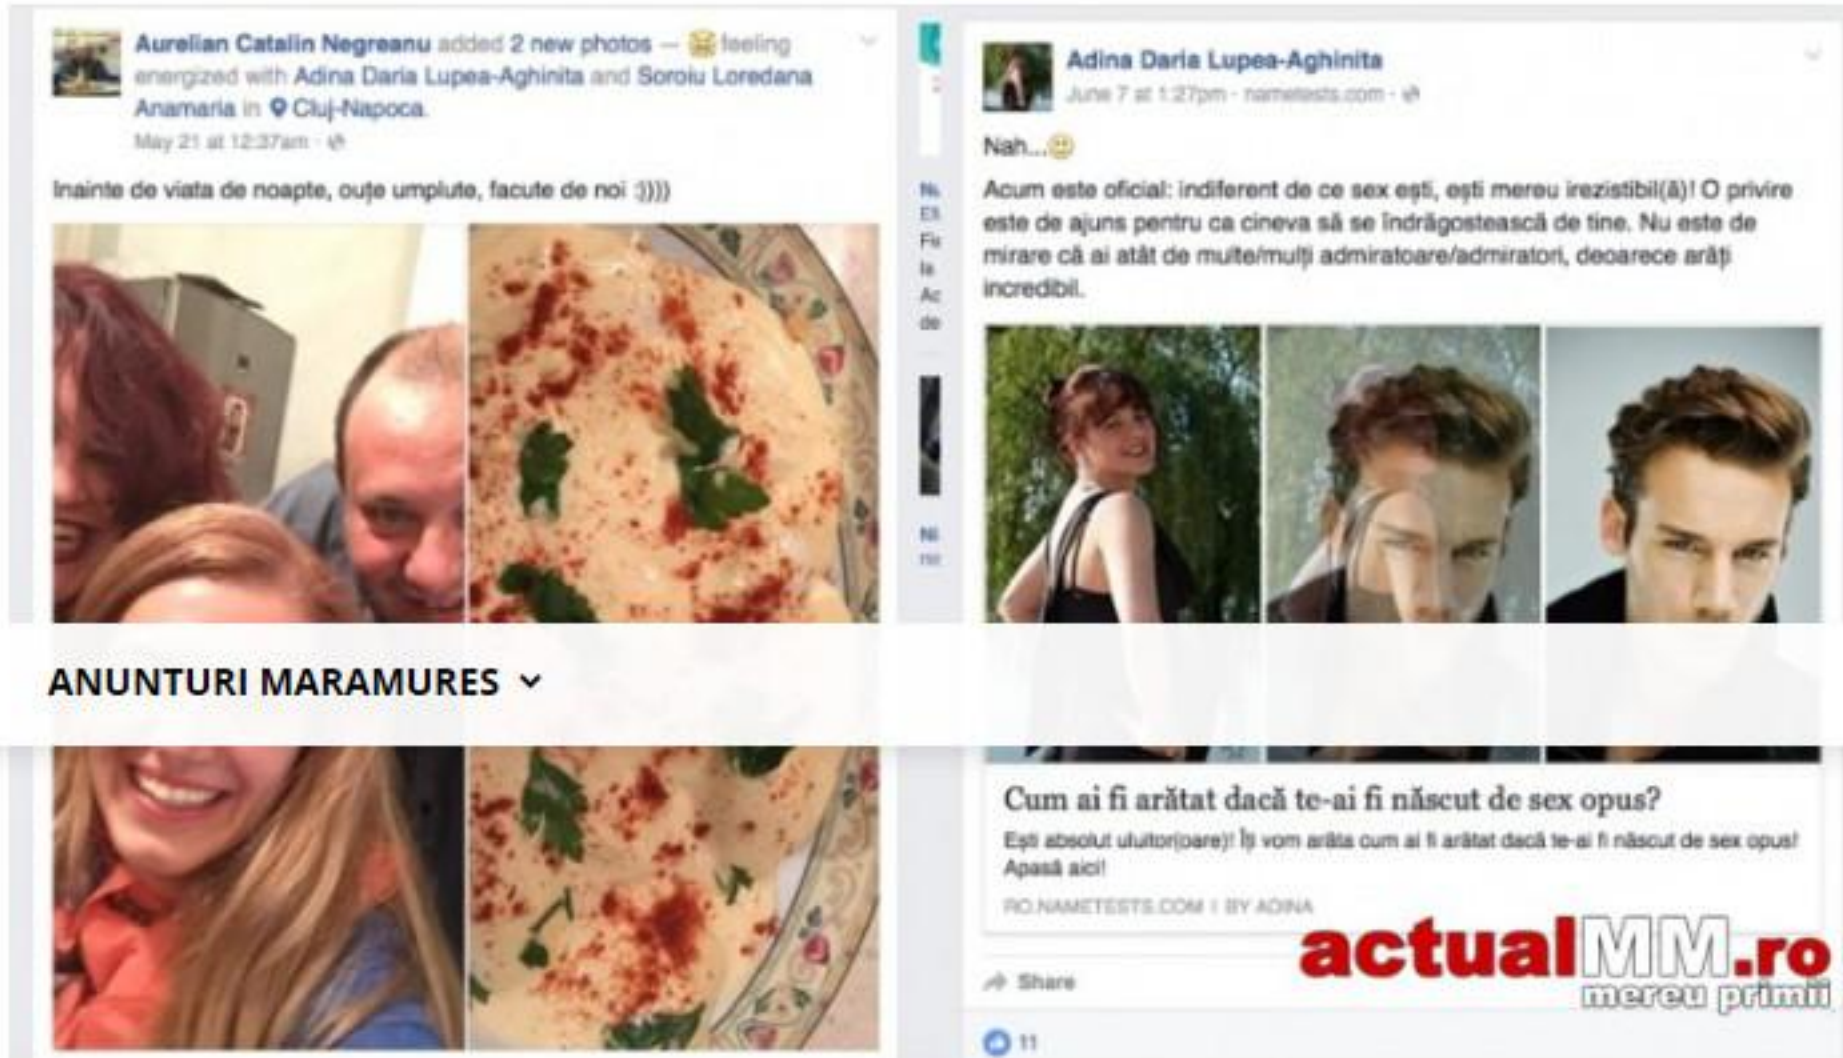 Aurelian Catalin Negreanu added 2 new photos — feeling
energized with Adina Daria Lupea-Aghinita and Soroiu Loredana
Anamaria in Cluj-Napoca.
May 21 at 12:37am ·
Inainte de viata de noapte, ouțe umplute, facute de noi :))))
Adina Daria Lupea-Aghinita
June 7 at 1:27pm · nametests.com ·
Nah...
Acum este oficial: indiferent de ce sex ești, ești mereu irezistibil(ă)! O privire
este de ajuns pentru ca cineva să se îndrăgostească de tine. Nu este de
mirare că ai atât de multe/mulți admiratoare/admiratori, deoarece arăți
incredibil.
ANUNTURI MARAMURES
Cum ai fi arătat dacă te-ai fi născut de sex opus?
Ești absolut uluitor(oare)! Îți vom arăta cum ai fi arătat dacă te-ai fi născut de sex opus!
Apasă aici!
RO.NAMETESTS.COM | BY ADINA
Share
11
actualMM.ro
mereu primii